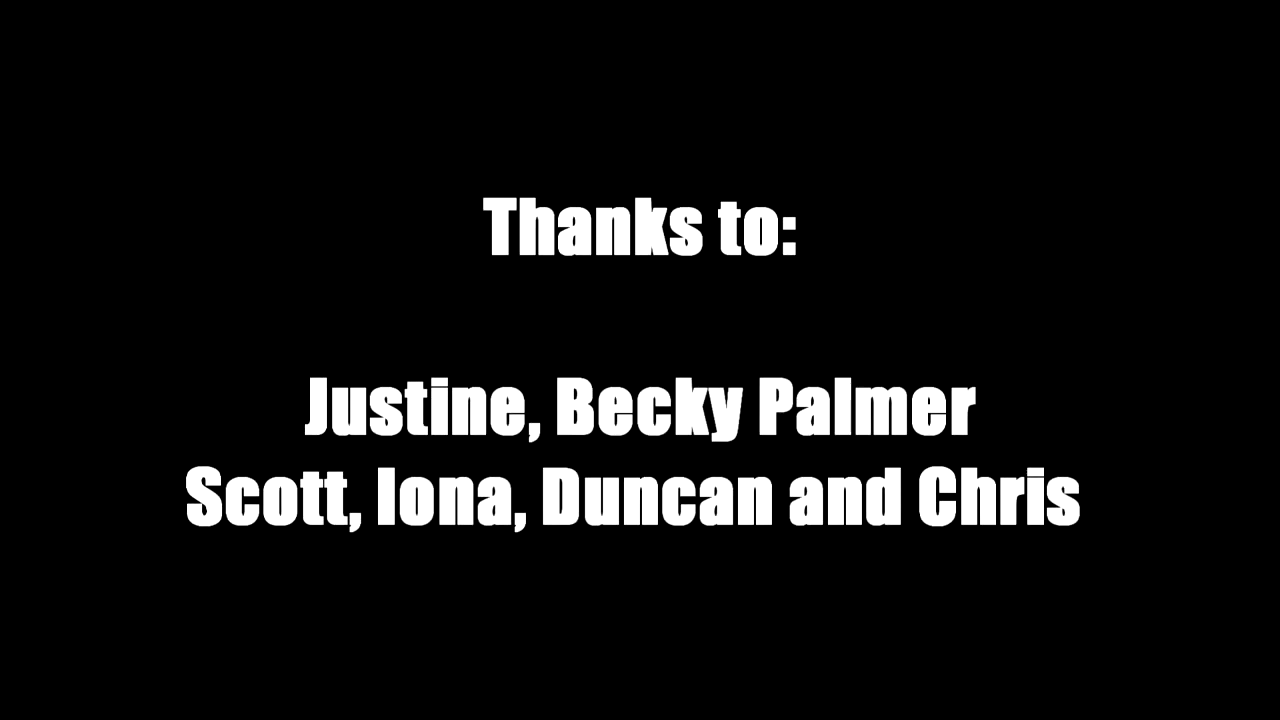 Thanks to:
Justine, Becky Palmer
Scott, Iona, Duncan and Chris